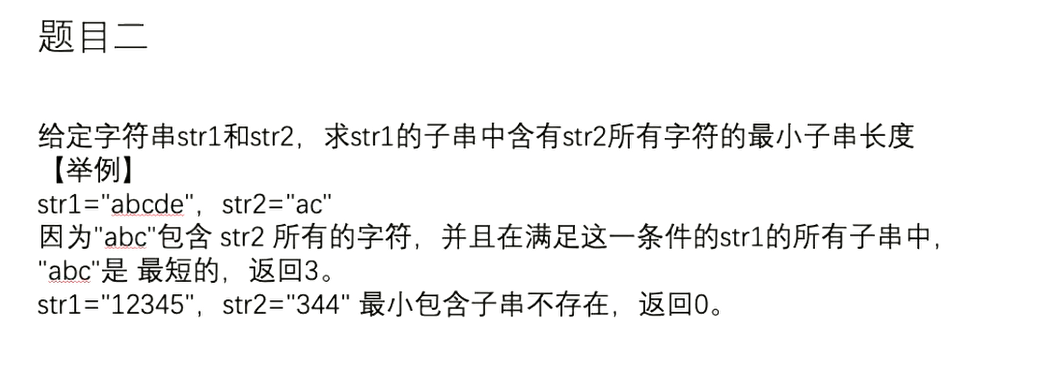 题目二
给定字符串str1和str2，求str1的子串中含有str2所有字符的最小子串长度
【举例】
str1="abcde"，str2="ac"
因为"abc"包含 str2 所有的字符，并且在满足这一条件的str1的所有子串中，
"abc"是 最短的，返回3。
str1="12345"，str2="344" 最小包含子串不存在，返回0。